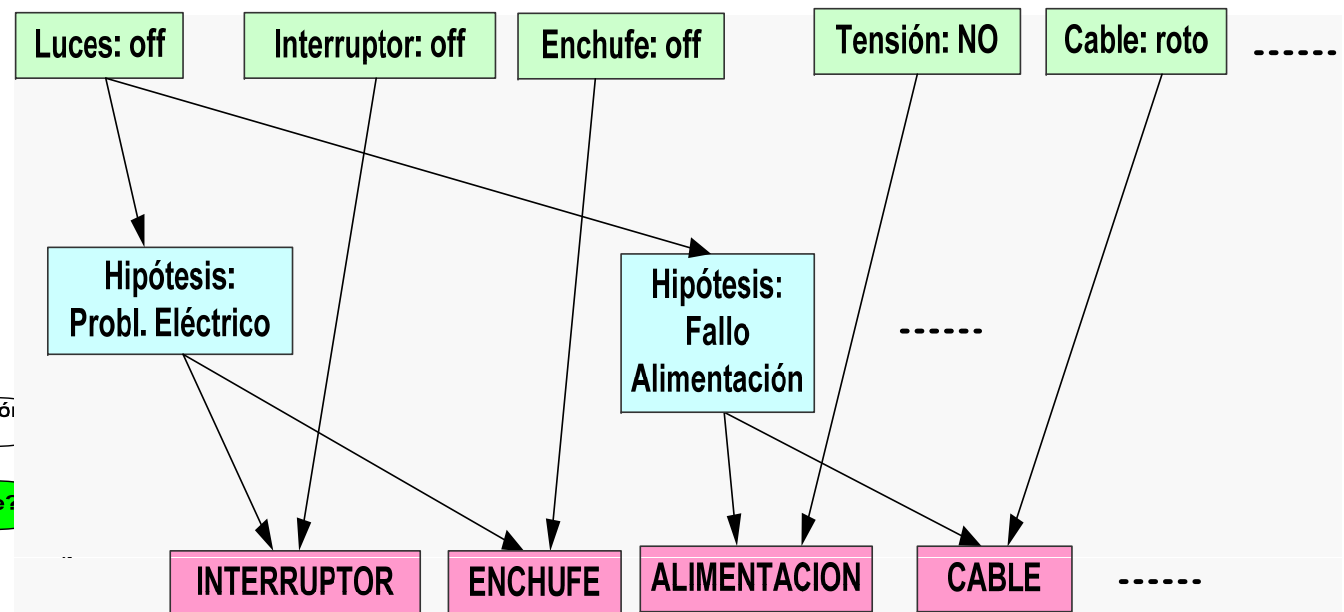 Luces: off
Interruptor: off
Enchufe: off
Tensión: NO
Cable: roto
Hipótesis:
Probl. Eléctrico
Hipótesis:
Fallo
Alimentación
INTERRUPTOR
ENCHUFE
ALIMENTACION
CABLE